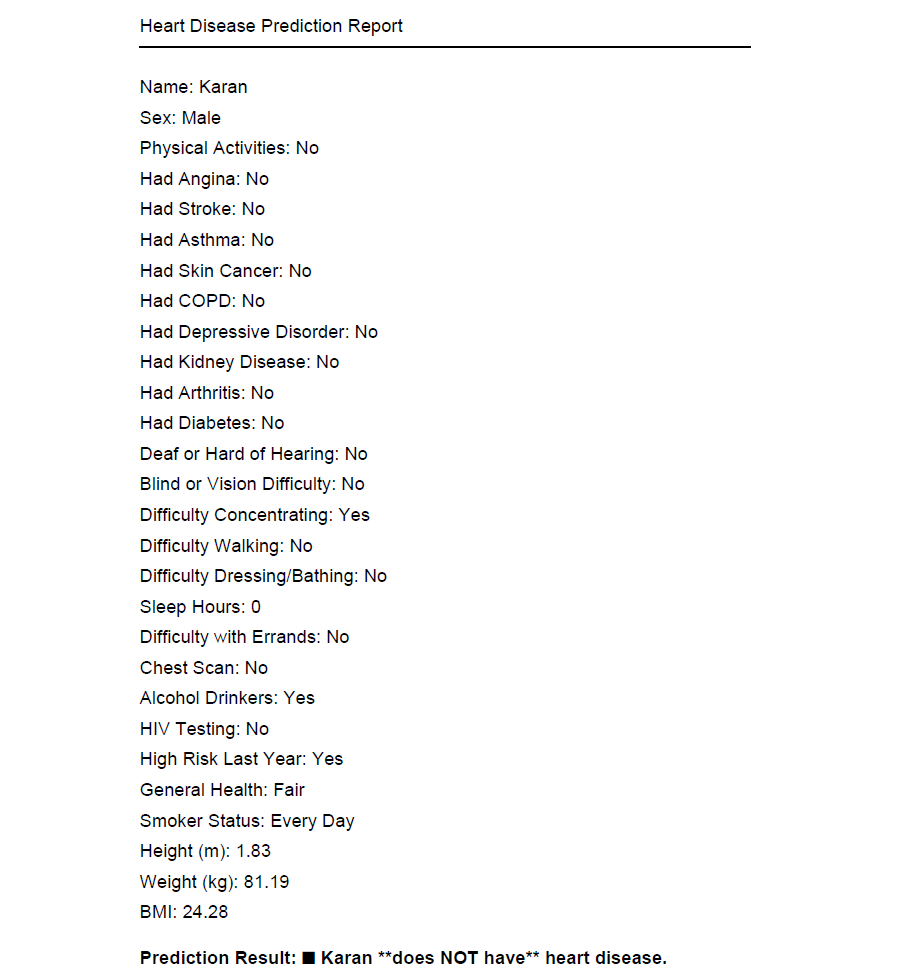 Heart Disease Prediction Report
Name: Karan
Sex: Male
Physical Activities: No
Had Angina: No
Had Stroke: No
Had Asthma: No
Had Skin Cancer: No
Had COPD: No
Had Depressive Disorder: No
Had Kidney Disease: No
Had Arthritis: No
Had Diabetes: No
Deaf or Hard of Hearing: No
Blind or Vision Difficulty: No
Difficulty Concentrating: Yes
Difficulty Walking: No
Difficulty Dressing/Bathing: No
Sleep Hours: 0
Difficulty with Errands: No
Chest Scan: No
Alcohol Drinkers: Yes
HIV Testing: No
High Risk Last Year: Yes
General Health: Fair
Smoker Status: Every Day
Height (m): 1.83
Weight (kg): 81.19
BMI: 24.28
Prediction Result: ■ Karan **does NOT have** heart disease.